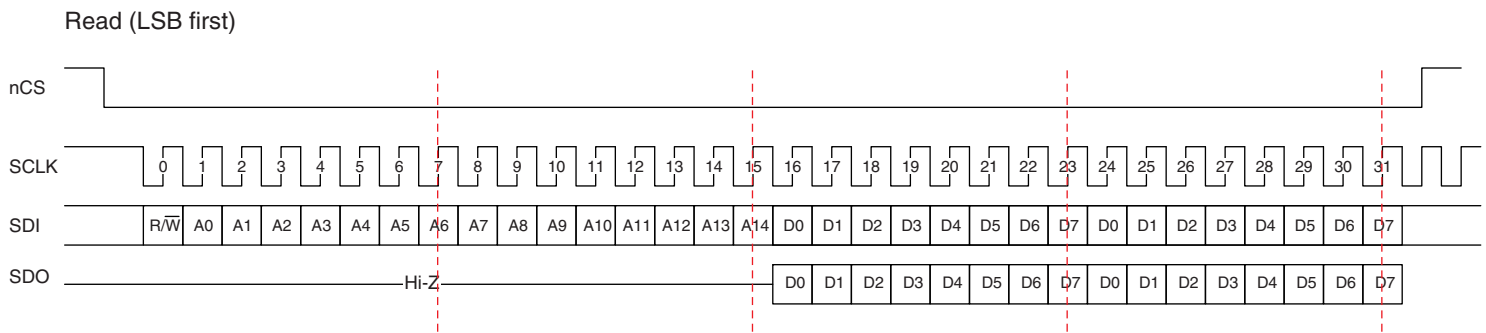 Read (LSB first)
nCS
SCLK 0 1 2 3 4 5 6 7 8 9 10 11 12 13 14 15 16 17 18 19 20 21 22 23 24 25 26 27 28 29 30 31
SDI R/W̅ A0 A1 A2 A3 A4 A5 A6 A7 A8 A9 A10 A11 A12 A13 A14 D0 D1 D2 D3 D4 D5 D6 D7 D0 D1 D2 D3 D4 D5 D6 D7
SDO Hi-Z D0 D1 D2 D3 D4 D5 D6 D7 D0 D1 D2 D3 D4 D5 D6 D7